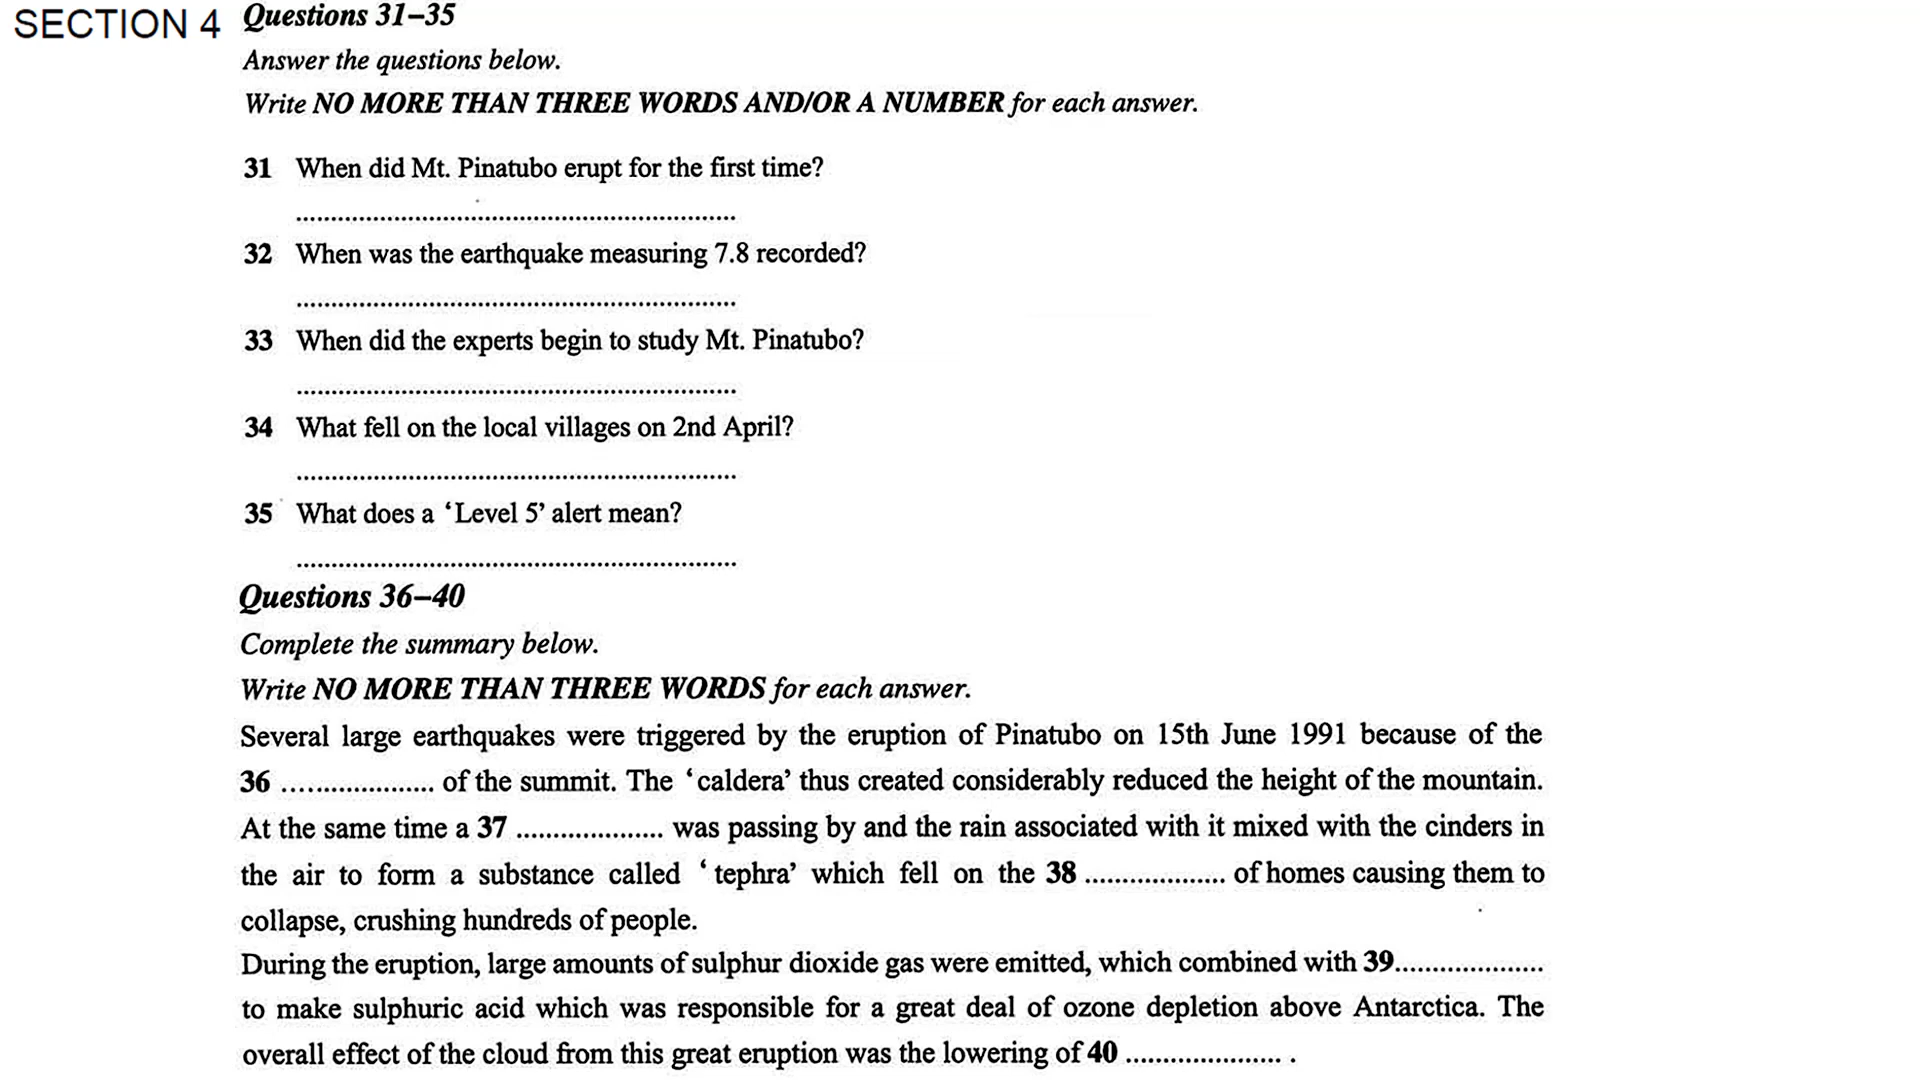 SECTION 4 Questions 31–35
Answer the questions below.
Write NO MORE THAN THREE WORDS AND/OR A NUMBER for each answer.
31 When did Mt. Pinatubo erupt for the first time?
................................................................
32 When was the earthquake measuring 7.8 recorded?
................................................................
33 When did the experts begin to study Mt. Pinatubo?
................................................................
34 What fell on the local villages on 2nd April?
................................................................
35 What does a ‘Level 5’ alert mean?
................................................................
Questions 36–40
Complete the summary below.
Write NO MORE THAN THREE WORDS for each answer.
Several large earthquakes were triggered by the eruption of Pinatubo on 15th June 1991 because of the
36 ..................... of the summit. The ‘caldera’ thus created considerably reduced the height of the mountain.
At the same time a 37 .................... was passing by and the rain associated with it mixed with the cinders in
the air to form a substance called ‘tephra’ which fell on the 38 ................... of homes causing them to
collapse, crushing hundreds of people.
During the eruption, large amounts of sulphur dioxide gas were emitted, which combined with 39....................
to make sulphuric acid which was responsible for a great deal of ozone depletion above Antarctica. The
overall effect of the cloud from this great eruption was the lowering of 40 ..................... .